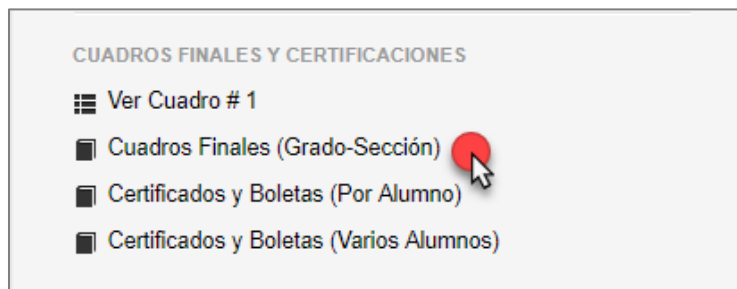 CUADROS FINALES Y CERTIFICACIONES
Ver Cuadro # 1
Cuadros Finales (Grado-Sección)
Certificados y Boletas (Por Alumno)
Certificados y Boletas (Varios Alumnos)